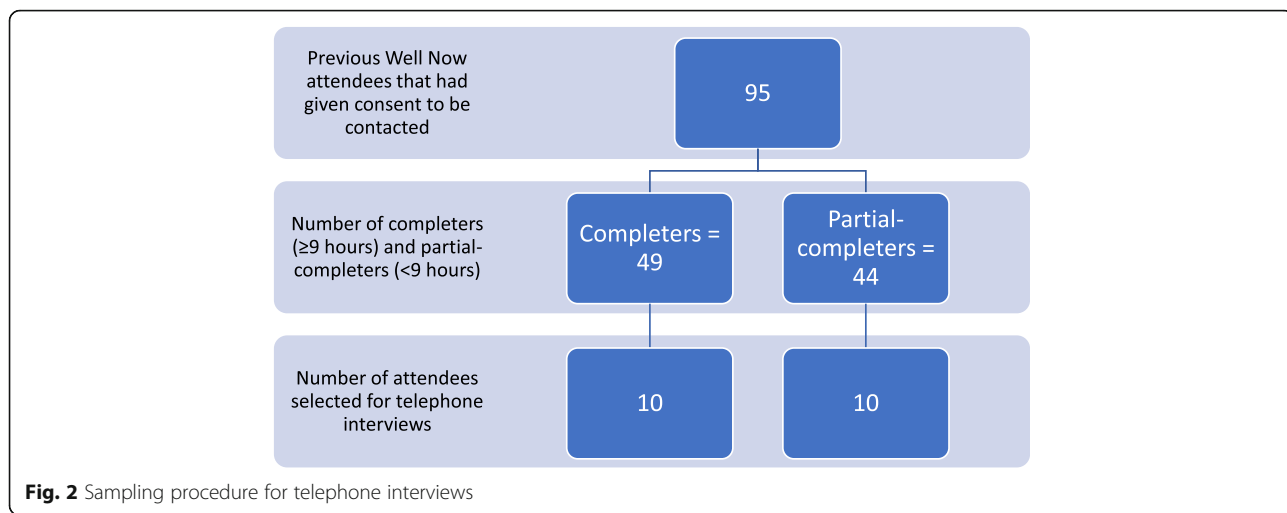 Previous Well Now
attendees that had
given consent to be
contacted
95
Number of completers
(≥9 hours) and partial-
completers (<9 hours)
Completers =
49
Partial-
completers =
44
Number of attendees
selected for telephone
interviews
10
10
Fig. 2 Sampling procedure for telephone interviews